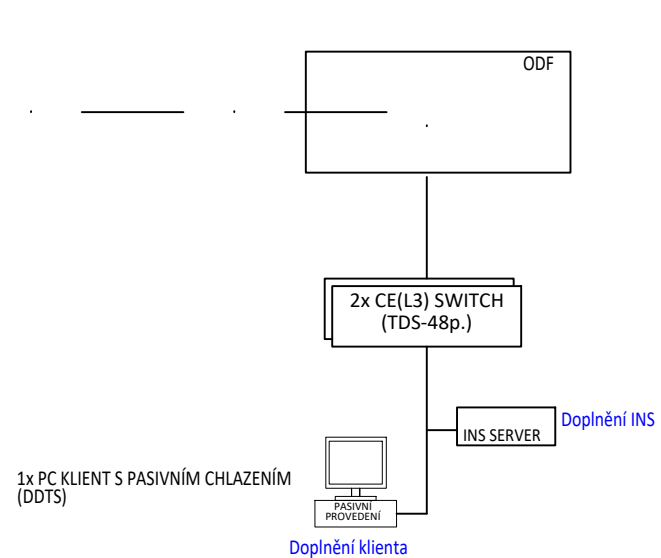 ODF
2x CE(L3) SWITCH
(TDS-48p.)
INS SERVER
Doplnění INS
1x PC KLIENT S PASIVNÍM CHLAZENÍM
(DDTS)
PASIVNÍ
PROVEDENÍ
Doplnění klienta